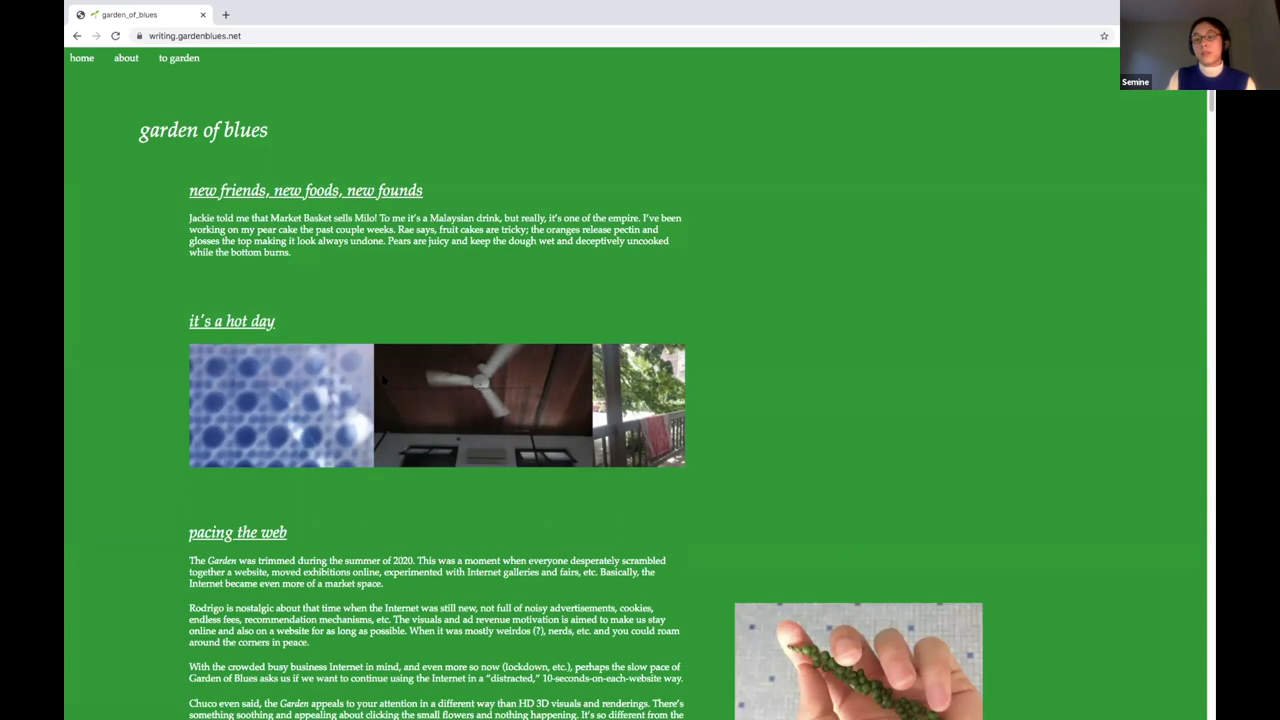 garden_of_blues
writing.gardenblues.net
home about to garden
Semine
garden of blues
new friends, new foods, new founds
Jackie told me that Market Basket sells Milo! To me it's a Malaysian drink, but really, it's one of the empire. I've been
working on my pear cake the past couple weeks. Rae says, fruit cakes are tricky; the oranges release pectin and
glosses the top making it look always undone. Pears are juicy and keep the dough wet and deceptively uncooked
while the bottom burns.
it's a hot day
pacing the web
The Garden was trimmed during the summer of 2020. This was a moment when everyone desperately scrambled
together a website, moved exhibitions online, experimented with Internet galleries and fairs, etc. Basically, the
Internet became even more of a market space.
Rodrigo is nostalgic about that time when the Internet was still new, not full of noisy advertisements, cookies,
endless fees, recommendation mechanisms, etc. The visuals and ad revenue motivation is aimed to make us stay
online and also on a website for as long as possible. When it was mostly weirdos (?), nerds, etc. and you could roam
around the corners in peace.
With the crowded busy business Internet in mind, and even more so now (lockdown, etc.), perhaps the slow pace of
Garden of Blues asks us if we want to continue using the Internet in a "distracted," 10-seconds-on-each-website way.
Chuco even said, the Garden appeals to your attention in a different way than HD 3D visuals and renderings. There's
something soothing and appealing about clicking the small flowers and nothing happening. It's so different from the